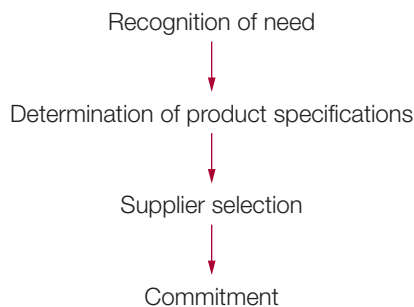 Recognition of need
Determination of product specifications
Supplier selection
Commitment